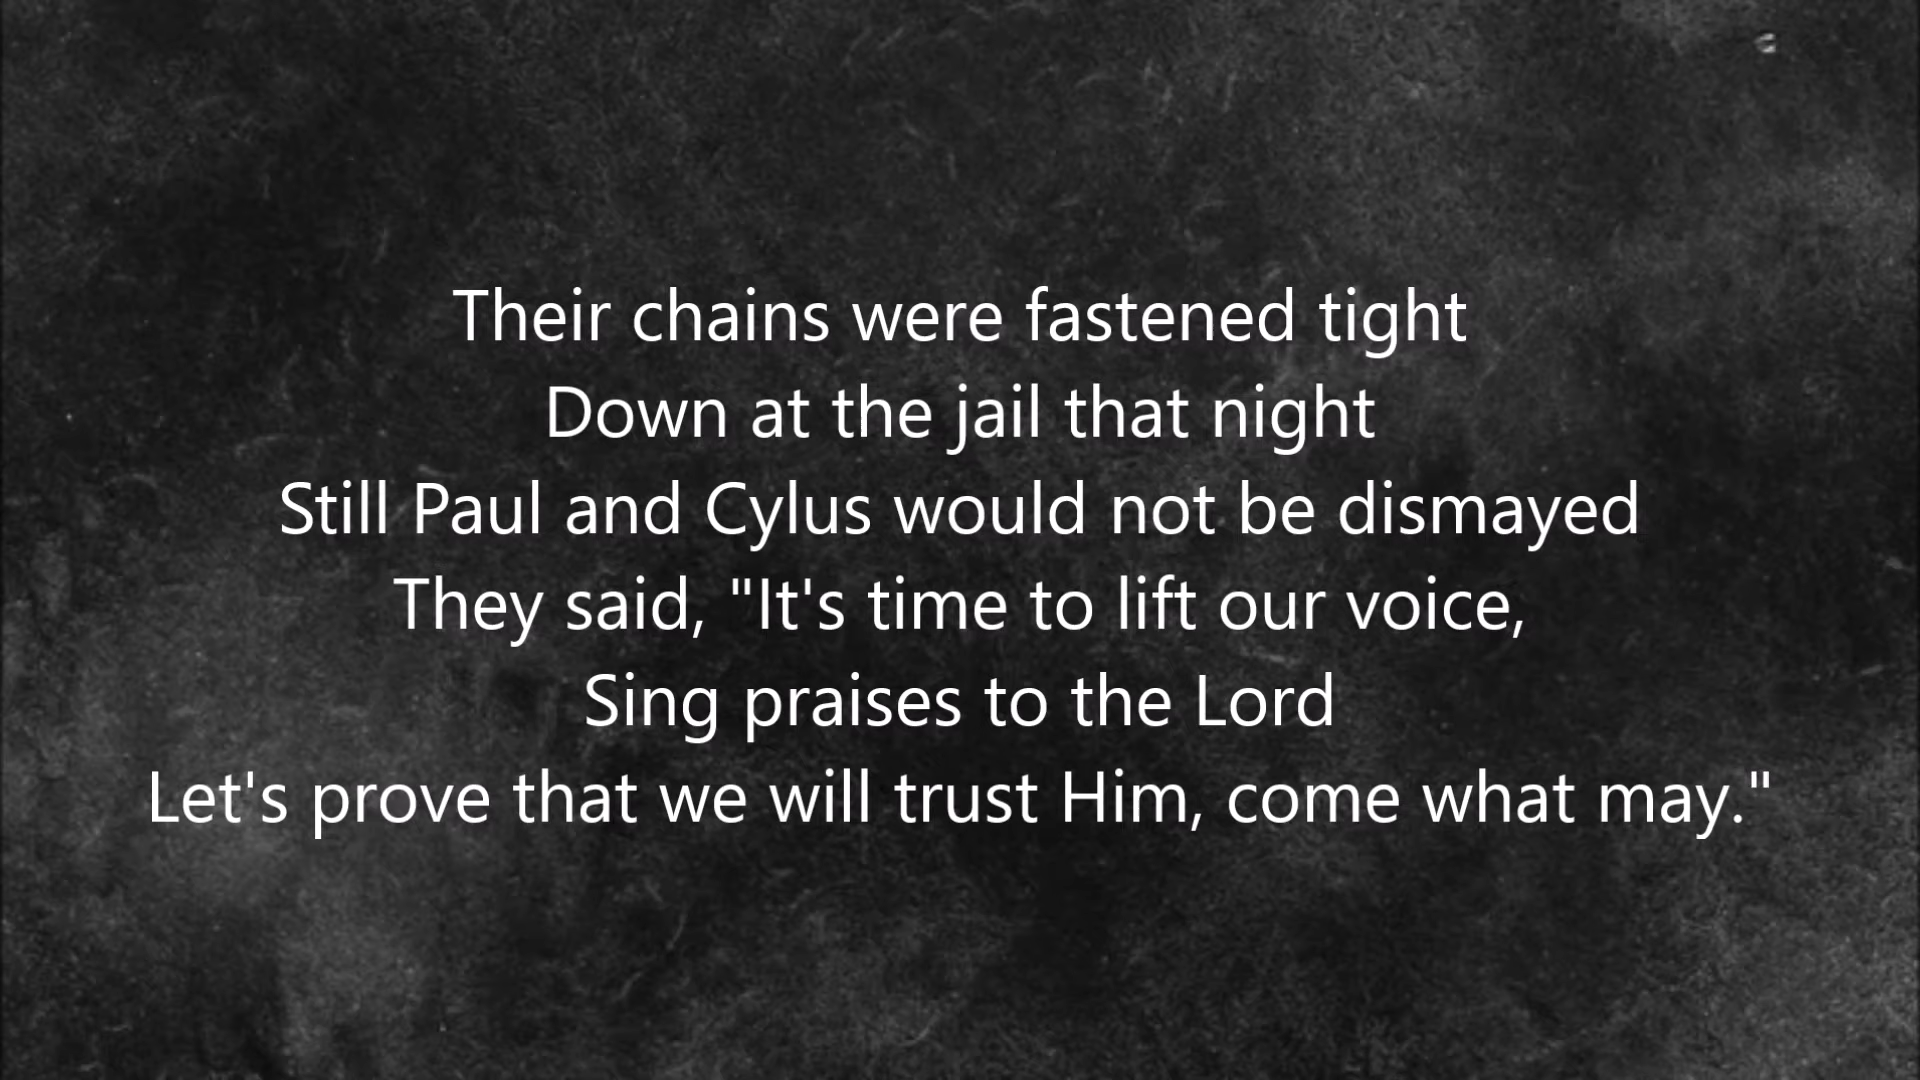 Their chains were fastened tight
Down at the jail that night
Still Paul and Cylus would not be dismayed
They said, "It's time to lift our voice,
Sing praises to the Lord
Let's prove that we will trust Him, come what may."